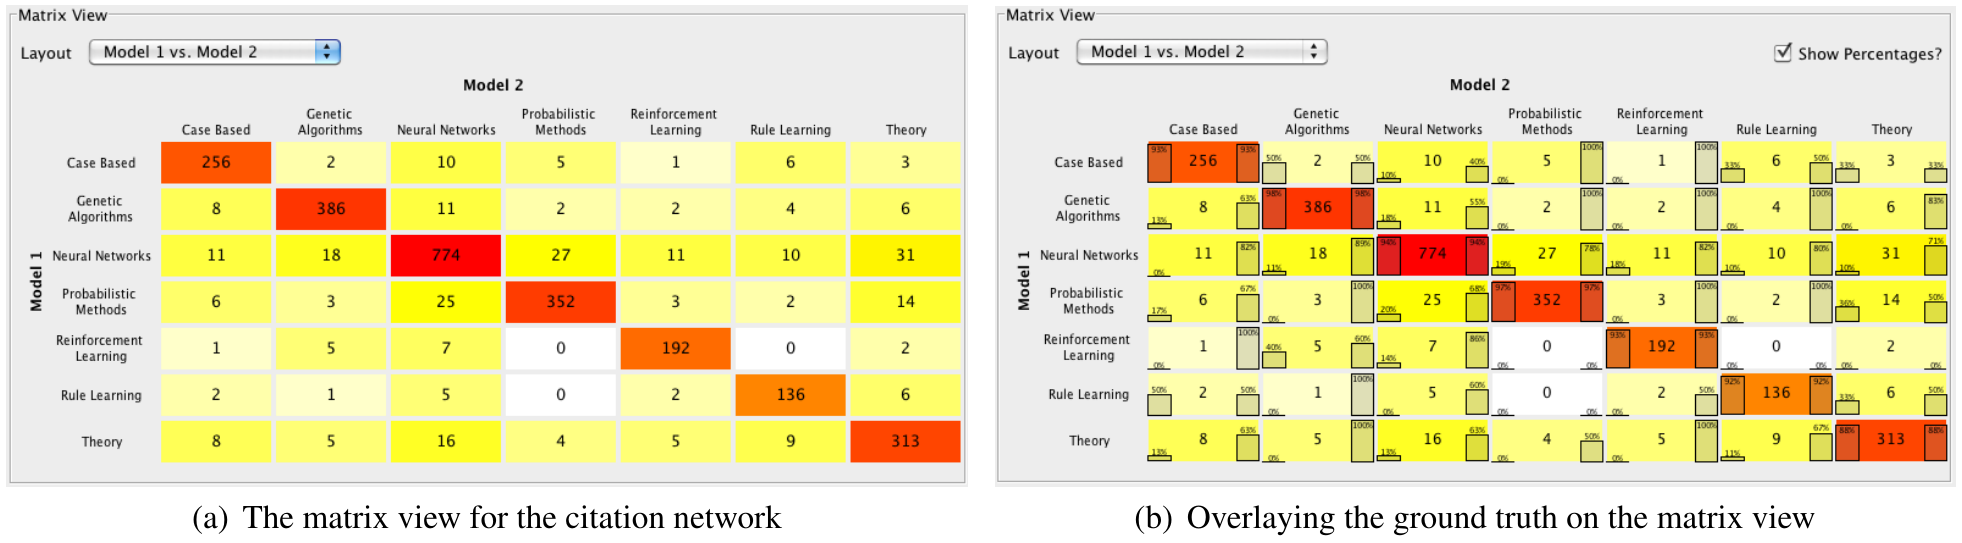 Matrix View
Layout Model 1 vs. Model 2
Model 2
Case Based Genetic Algorithms Neural Networks Probabilistic Methods Reinforcement Learning Rule Learning Theory
Model 1
Case Based 256 2 10 5 1 6 3
Genetic Algorithms 8 386 11 2 2 4 6
Neural Networks 11 18 774 27 11 10 31
Probabilistic Methods 6 3 25 352 3 2 14
Reinforcement Learning 1 5 7 0 192 0 2
Rule Learning 2 1 5 0 2 136 6
Theory 8 5 16 4 5 9 313
(a) The matrix view for the citation network
Matrix View
Layout Model 1 vs. Model 2 Show Percentages?
Model 2
Case Based Genetic Algorithms Neural Networks Probabilistic Methods Reinforcement Learning Rule Learning Theory
Model 1
Case Based 93% 256 93% 50% 2 50% 10% 10 40% 0% 5 100% 0% 1 100% 33% 6 50% 33% 3 33%
Genetic Algorithms 13% 8 63% 98% 386 98% 18% 11 55% 0% 2 100% 0% 2 100% 0% 4 100% 0% 6 83%
Neural Networks 0% 11 82% 11% 18 89% 94% 774 94% 19% 27 78% 18% 11 82% 10% 10 80% 10% 31 71%
Probabilistic Methods 17% 6 67% 0% 3 100% 20% 25 68% 97% 352 97% 0% 3 100% 0% 2 100% 36% 14 50%
Reinforcement Learning 0% 1 100% 40% 5 60% 14% 7 86% 0% 0 0% 93% 192 93% 0% 0 0% 0% 2 0%
Rule Learning 50% 2 50% 0% 1 100% 0% 5 60% 0% 0 0% 0% 2 50% 92% 136 92% 33% 6 50%
Theory 13% 8 63% 0% 5 100% 13% 16 63% 0% 4 50% 0% 5 100% 11% 9 67% 88% 313 88%
(b) Overlaying the ground truth on the matrix view